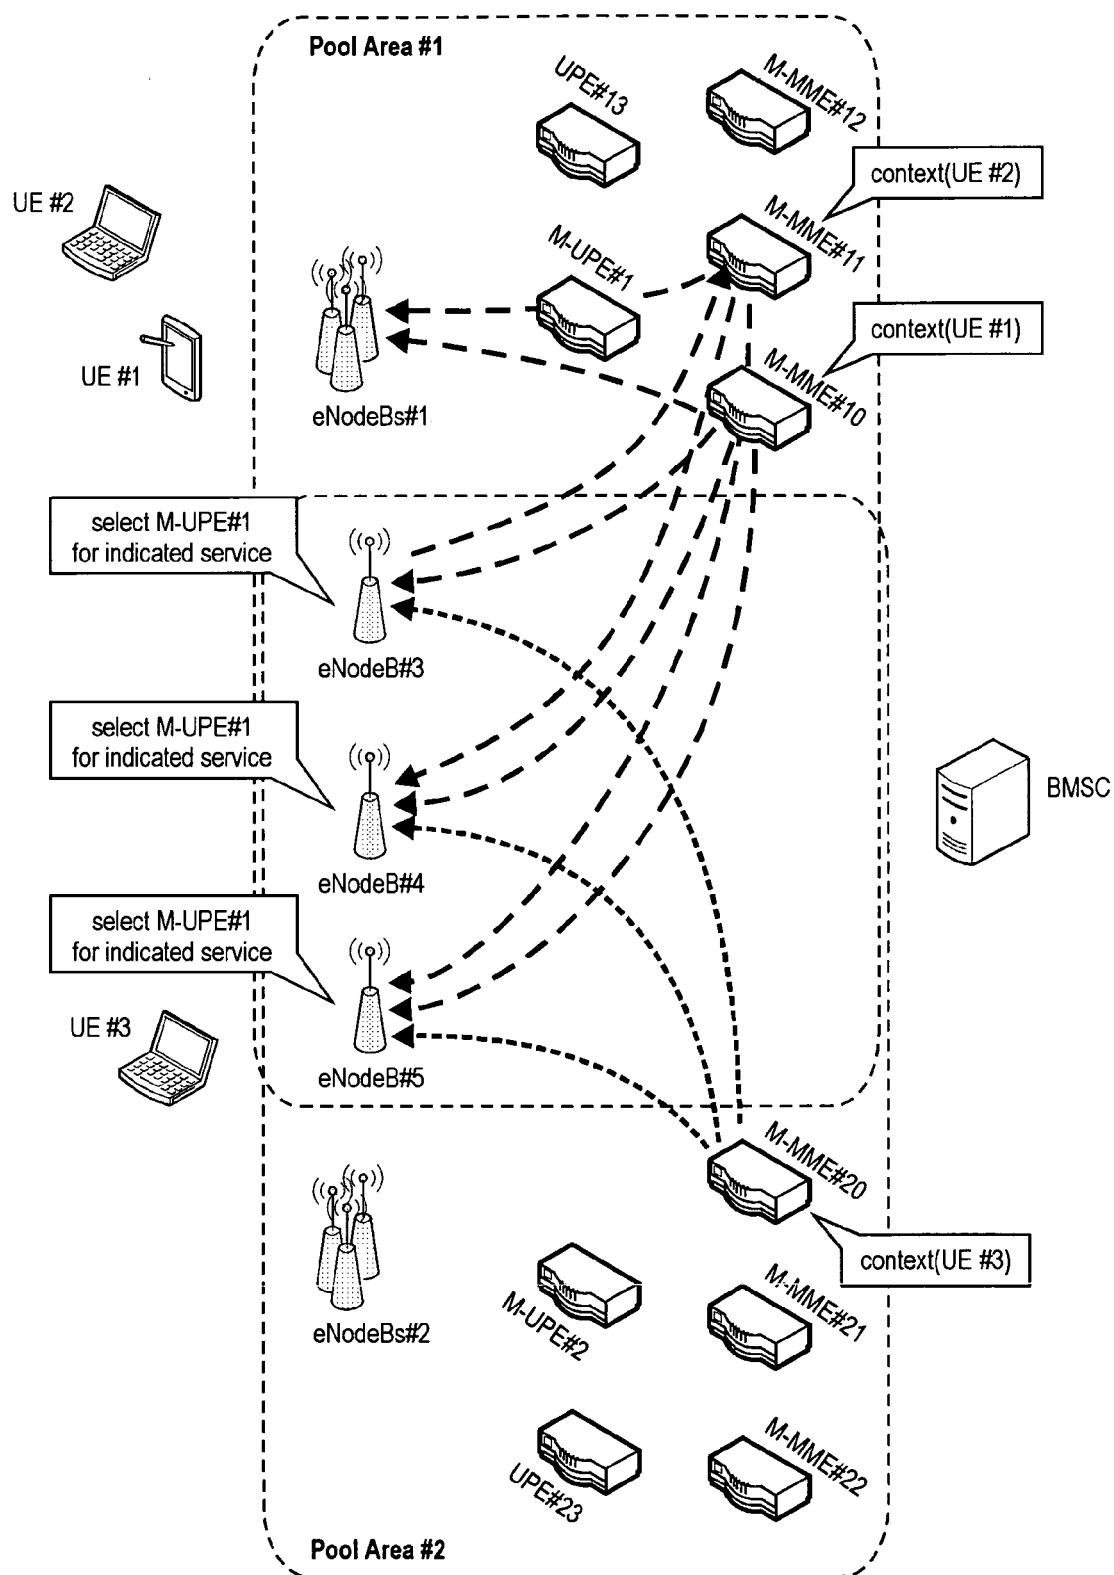 Pool Area #1
UPE#13
M-MME#12
context(UE #2)
UE #2
M-UPE#1
M-MME#11
context(UE #1)
UE #1
eNodeBs#1
M-MME#10
select M-UPE#1
for indicated service
eNodeB#3
select M-UPE#1
for indicated service
BMSC
eNodeB#4
select M-UPE#1
for indicated service
UE #3
eNodeB#5
M-MME#20
context(UE #3)
M-UPE#2
M-MME#21
eNodeBs#2
UPE#23
M-MME#22
Pool Area #2